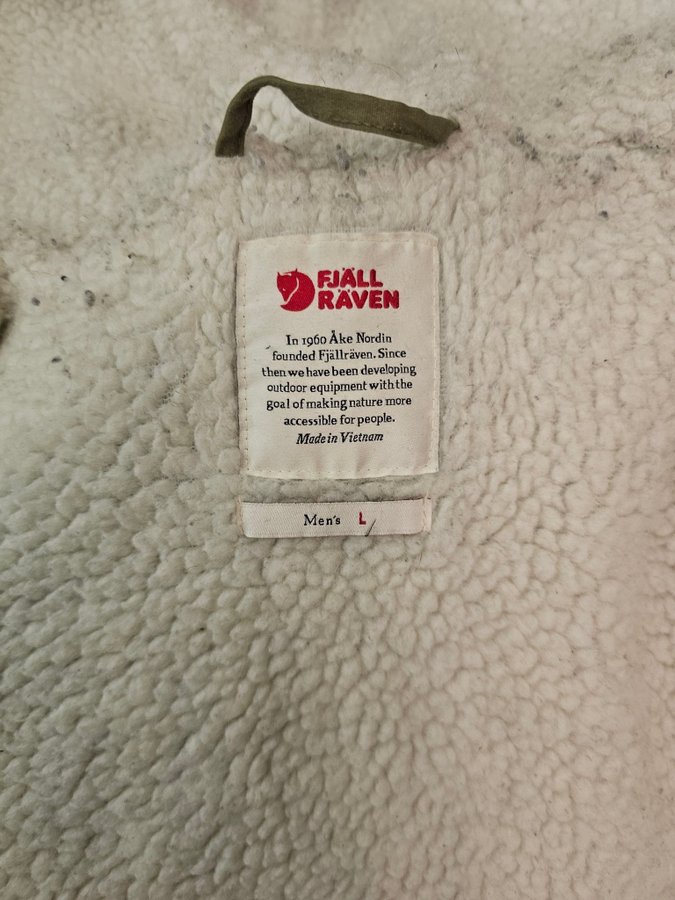 FJÄLL
RÄVEN
In 1960 Åke Nordin
founded Fjällräven. Since
then we have been developing
outdoor equipment with the
goal of making nature more
accessible for people.
Made in Vietnam
Men's L